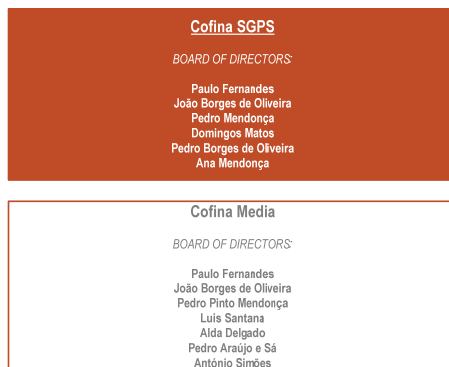 Cofina SGPS
BOARD OF DIRECTORS:
Paulo Fernandes
João Borges de Oliveira
Pedro Mendonça
Domingos Matos
Pedro Borges de Oliveira
Ana Mendonça
Cofina Media
BOARD OF DIRECTORS:
Paulo Fernandes
João Borges de Oliveira
Pedro Pinto Mendonça
Luis Santana
Alda Delgado
Pedro Araújo e Sá
António Simões